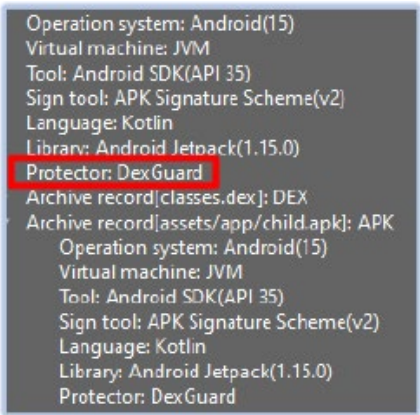 Operation system: Android(15)
Virtual machine: JVM
Tool: Android SDK(API 35)
Sign tool: APK Signature Scheme(v2)
Language: Kotlin
Library: Android Jetpack(1.15.0)
Protector: DexGuard
Archive record[classes.dex]: DEX
Archive record[assets/app/child.apk]: APK
Operation system: Android(15)
Virtual machine: JVM
Tool: Android SDK(API 35)
Sign tool: APK Signature Scheme(v2)
Language: Kotlin
Library: Android Jetpack(1.15.0)
Protector: DexGuard